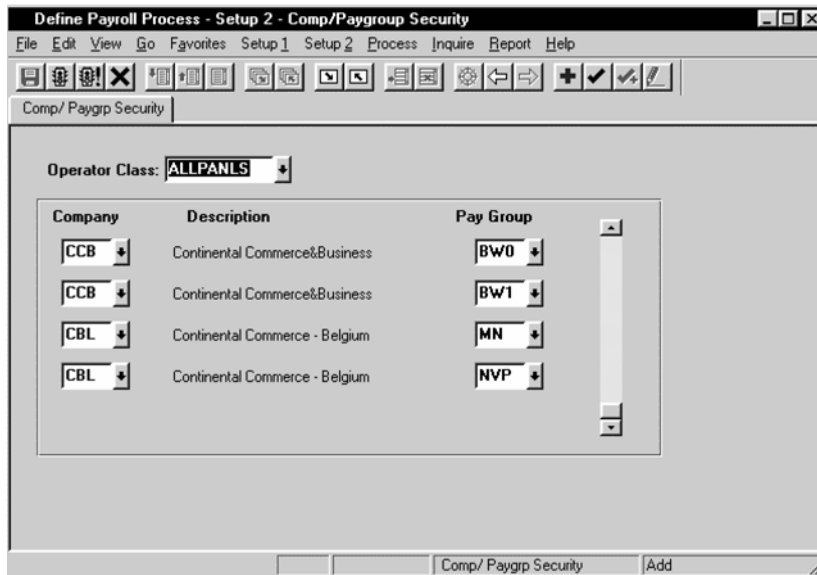 Define Payroll Process - Setup 2 - Comp/Paygroup Security
File Edit View Go Favorites Setup 1 Setup 2 Process Inquire Report Help
Comp/ Paygrp Security
Operator Class: ALLPANLS
Company Description Pay Group
CCB Continental Commerce&Business BW0
CCB Continental Commerce&Business BW1
CBL Continental Commerce - Belgium MN
CBL Continental Commerce - Belgium NVP
Comp/ Paygrp Security Add